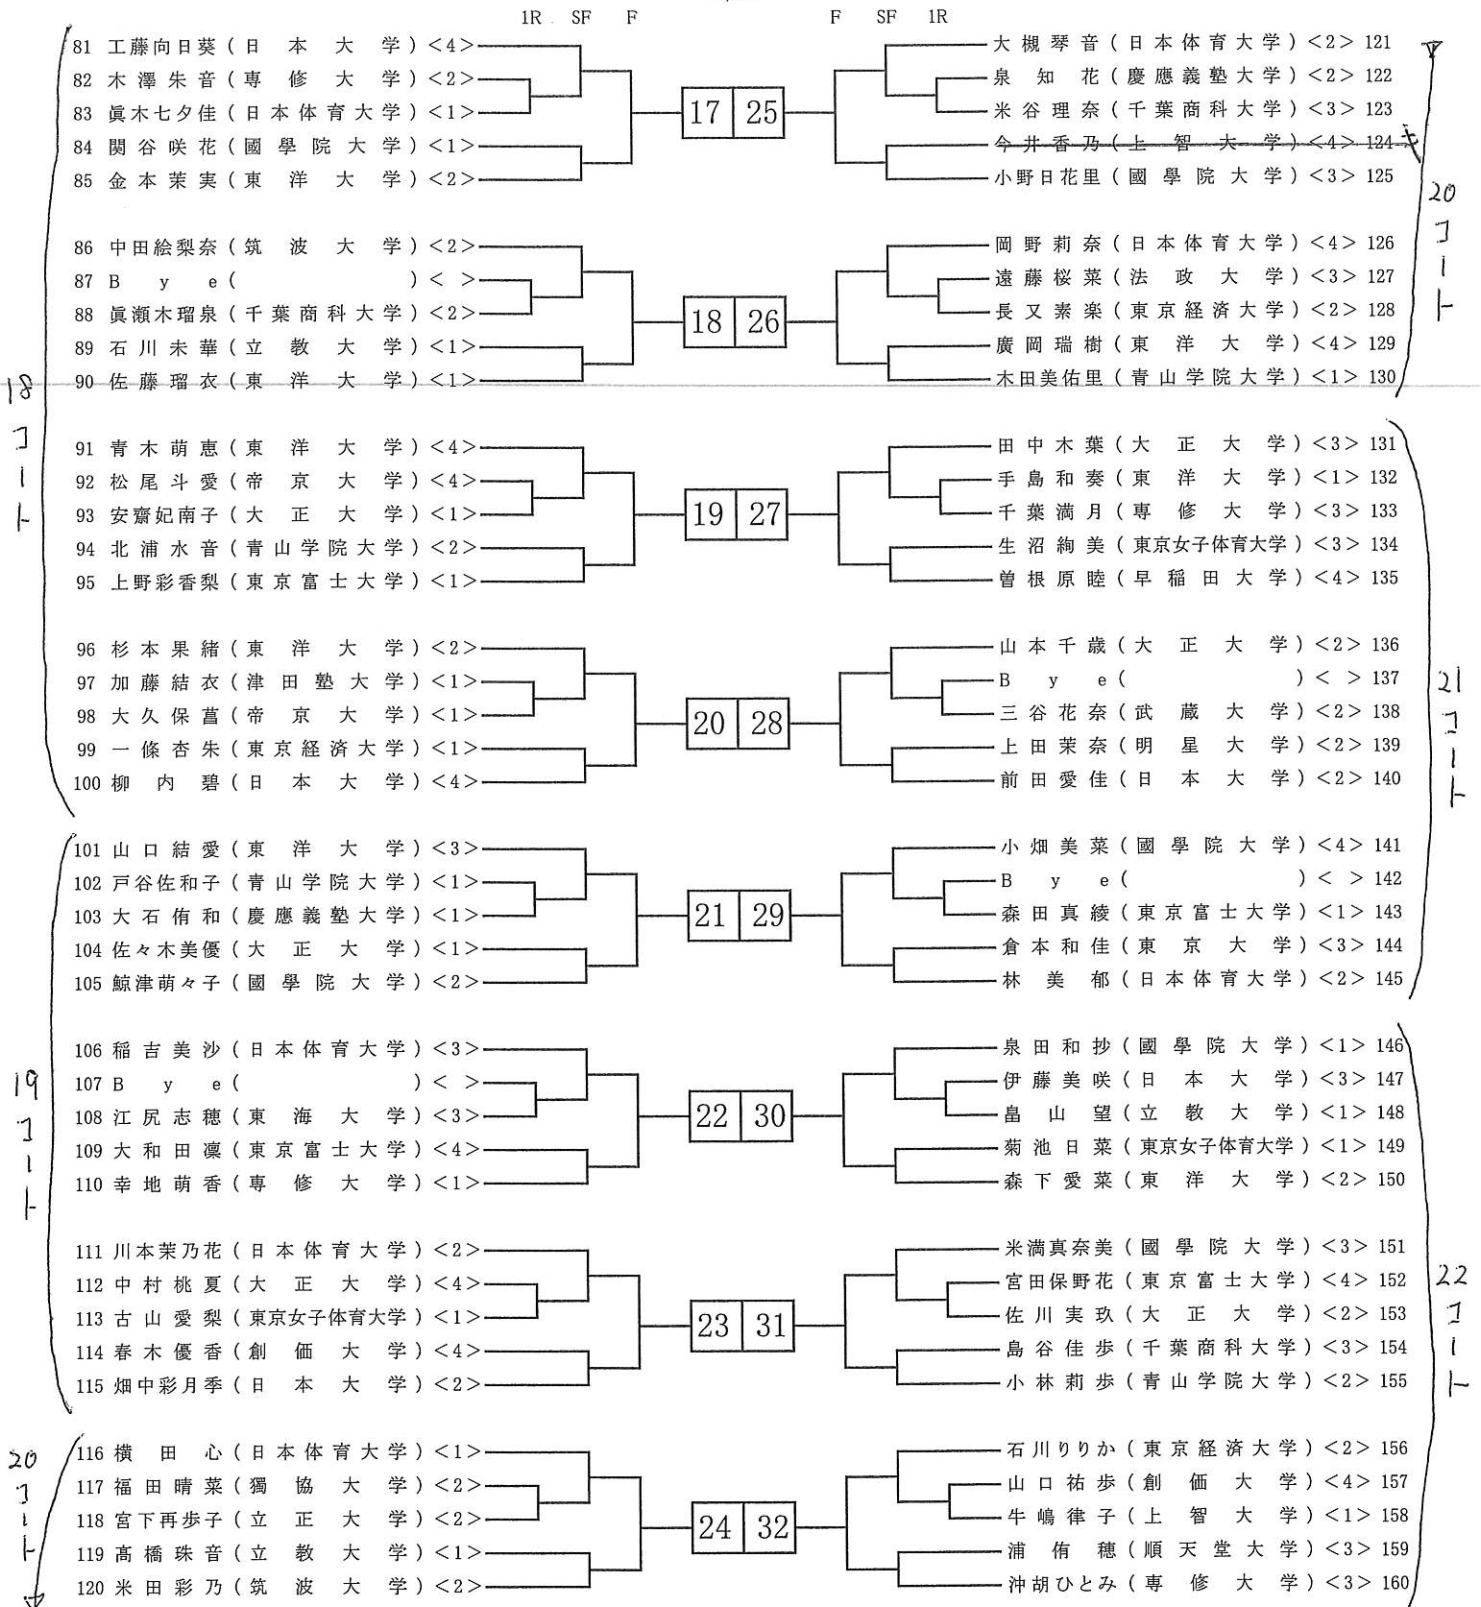 1R SF F
F SF 1R
81 工藤向日葵(日本大学)<4>
82 木澤朱音(専修大学)<2>
83 眞木七夕佳(日本体育大学)<1>
84 関谷咲花(國學院大学)<1>
85 金本茉実(東洋大学)<2>
17 25
大槻琴音(日本体育大学)<2> 121
泉知花(慶應義塾大学)<2> 122
米谷理奈(千葉商科大学)<3> 123
今井香乃(上智大学)<4> 124
小野日花里(國學院大学)<3> 125
86 中田絵梨奈(筑波大学)<2>
87 Bye( )< >
88 眞瀬木瑠泉(千葉商科大学)<2>
89 石川未華(立教大学)<1>
90 佐藤瑠衣(東洋大学)<1>
18 26
岡野莉奈(日本体育大学)<4> 126
遠藤桜菜(法政大学)<3> 127
長又素楽(東京経済大学)<2> 128
廣岡瑞樹(東洋大学)<4> 129
木田美佑里(青山学院大学)<1> 130
20コート
18コート
91 青木萌恵(東洋大学)<4>
92 松尾斗愛(帝京大学)<4>
93 安齋妃南子(大正大学)<1>
94 北浦水音(青山学院大学)<2>
95 上野彩香梨(東京富士大学)<1>
19 27
田中木葉(大正大学)<3> 131
手島和奏(東洋大学)<1> 132
千葉満月(専修大学)<3> 133
生沼絢美(東京女子体育大学)<3> 134
曽根原睦(早稲田大学)<4> 135
96 杉本果緒(東洋大学)<2>
97 加藤結衣(津田塾大学)<1>
98 大久保菖(帝京大学)<1>
99 一條杏朱(東京経済大学)<1>
100 柳内碧(日本大学)<4>
20 28
山本千歳(大正大学)<2> 136
Bye( )< > 137
三谷花奈(武蔵大学)<2> 138
上田茉奈(明星大学)<2> 139
前田愛佳(日本大学)<2> 140
21コート
101 山口結愛(東洋大学)<3>
102 戸谷佐和子(青山学院大学)<1>
103 大石侑和(慶應義塾大学)<1>
104 佐々木美優(大正大学)<1>
105 鯨津萌々子(國學院大学)<2>
21 29
小畑美菜(國學院大学)<4> 141
Bye( )< > 142
森田真綾(東京富士大学)<1> 143
倉本和佳(東京大学)<3> 144
林美郁(日本体育大学)<2> 145
106 稲吉美沙(日本体育大学)<3>
107 Bye( )< >
108 江尻志穂(東海大学)<3>
109 大和田凛(東京富士大学)<4>
110 幸地萌香(専修大学)<1>
22 30
泉田和抄(國學院大学)<1> 146
伊藤美咲(日本大学)<3> 147
畠山望(立教大学)<1> 148
菊池日菜(東京女子体育大学)<1> 149
森下愛菜(東洋大学)<2> 150
19コート
111 川本茉乃花(日本体育大学)<2>
112 中村桃夏(大正大学)<4>
113 古山愛梨(東京女子体育大学)<1>
114 春木優香(創価大学)<4>
115 畑中彩月季(日本大学)<2>
23 31
米満真奈美(國學院大学)<3> 151
宮田保野花(東京富士大学)<4> 152
佐川実玖(大正大学)<2> 153
島谷佳歩(千葉商科大学)<3> 154
小林莉歩(青山学院大学)<2> 155
22コート
116 横田心(日本体育大学)<1>
117 福田晴菜(獨協大学)<2>
118 宮下再歩子(立正大学)<2>
119 髙橋珠音(立教大学)<1>
120 米田彩乃(筑波大学)<2>
24 32
石川りりか(東京経済大学)<2> 156
山口祐歩(創価大学)<4> 157
牛嶋律子(上智大学)<1> 158
浦侑穂(順天堂大学)<3> 159
沖胡ひとみ(専修大学)<3> 160
20コート